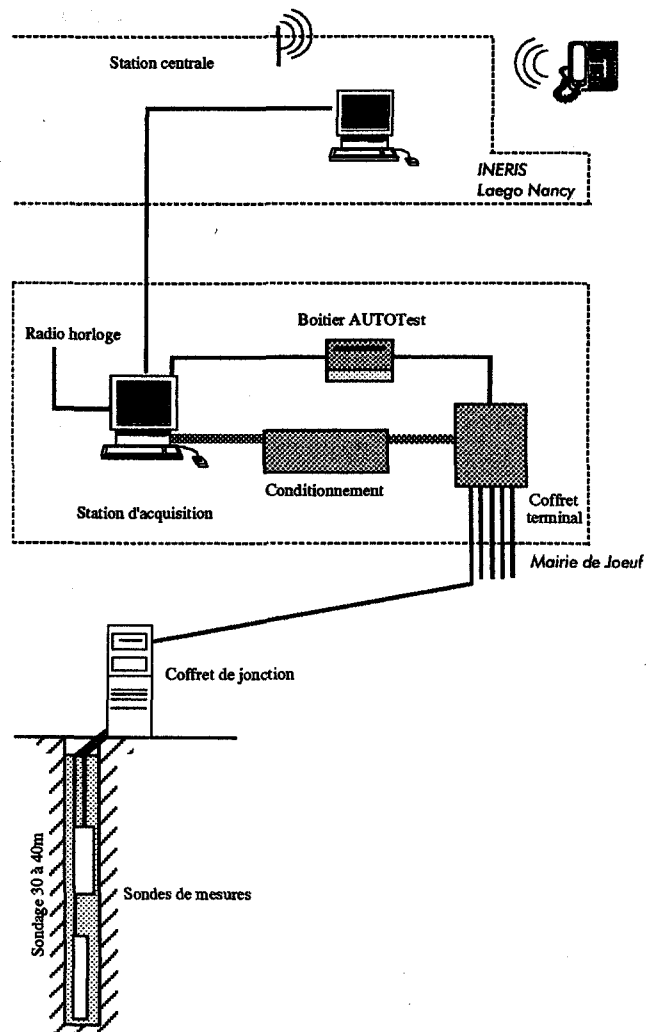 Station centrale
INERIS
Laego Nancy
Radio horloge
Boitier AUTOTest
Conditionnement
Station d'acquisition
Coffret
terminal
Mairie de Joeuf
Coffret de jonction
Sondage 30 à 40m
Sondes de mesures